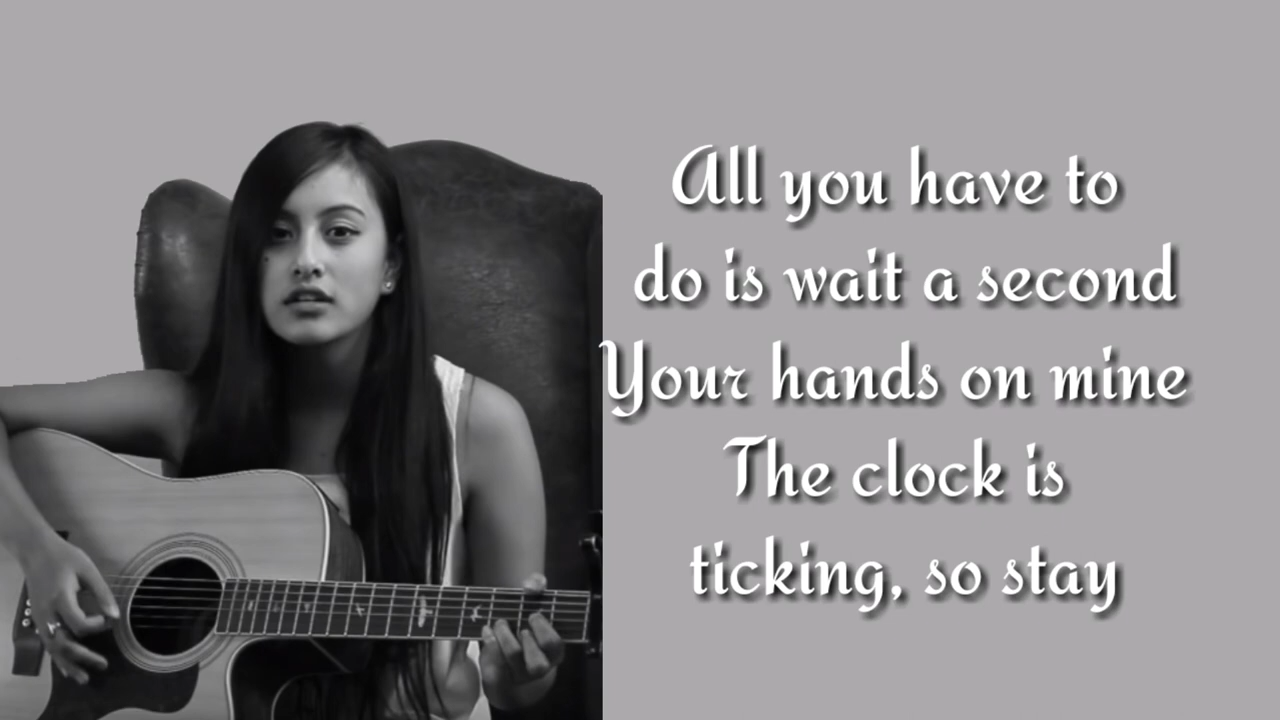 All you have to
do is wait a second
Your hands on mine
The clock is
ticking, so stay